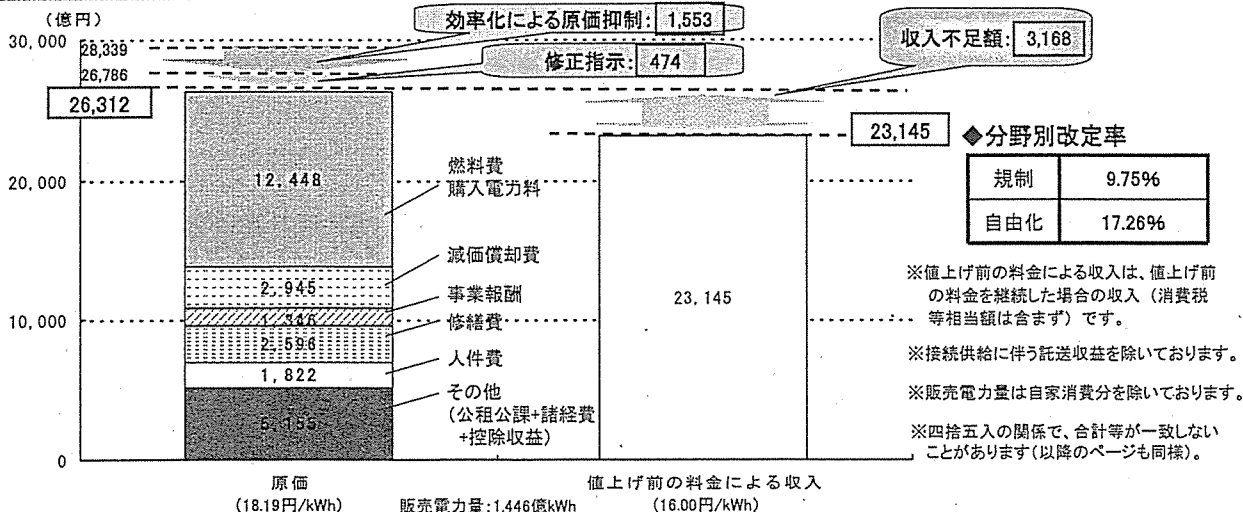 (億円)
効率化による原価抑制: 1,553
修正指示: 474
収入不足額: 3,168
30,000
28,339
26,786
26,312
23,145
◆分野別改定率
規制 9.75%
自由化 17.26%
20,000
10,000
0
12,448
2,945
1,346
2,596
1,822
5,155
燃料費
購入電力料
減価償却費
事業報酬
修繕費
人件費
その他
(公租公課+諸経費
+控除収益)
23,145
※値上げ前の料金による収入は、値上げ前
の料金を継続した場合の収入（消費税
等相当額は含まず）です。
※接続供給に伴う託送収益を除いております。
※販売電力量は自家消費分を除いております。
※四捨五入の関係で、合計等が一致しない
ことがあります(以降のページも同様)。
原価
(18.19円/kWh)
販売電力量:1,446億kWh
値上げ前の料金による収入
(16.00円/kWh)